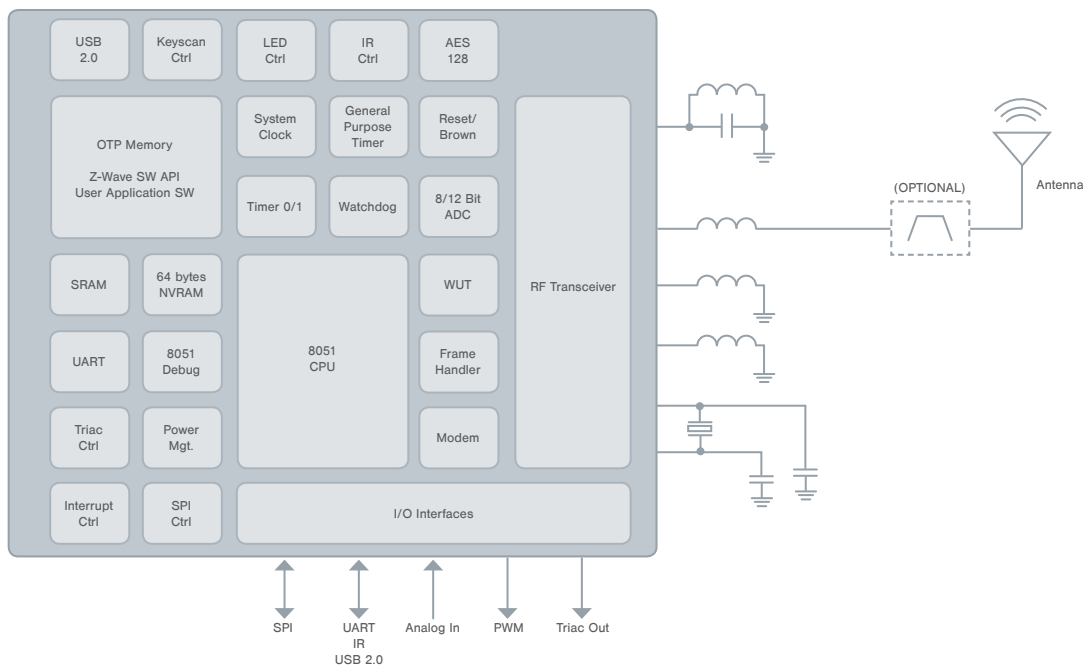 USB
2.0
Keyscan
Ctrl
LED
Ctrl
IR
Ctrl
AES
128
OTP Memory
Z-Wave SW API
User Application SW
System
Clock
General
Purpose
Timer
Reset/
Brown
Timer 0/1
Watchdog
8/12 Bit
ADC
RF Transceiver
(OPTIONAL)
Antenna
SRAM
64 bytes
NVRAM
8051
CPU
WUT
UART
8051
Debug
Frame
Handler
Triac
Ctrl
Power
Mgt.
Modem
Interrupt
Ctrl
SPI
Ctrl
I/O Interfaces
SPI
UART
IR
USB 2.0
Analog In
PWM
Triac Out